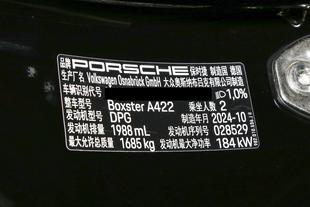 品牌 PORSCHE 保时捷 制造国 德国
生产厂名 Volkswagen Osnabrück GmbH 大众奥斯纳布吕克有限公司
车辆识别代号 1,0%
整车型号 Boxster A422 乘坐人数 2
发动机型号 DPG 制造年月 2024-10
发动机排量 1988 mL 发动机序列号 028529
最大允许总质量 1685 kg 发动机最大净功率 184 KW